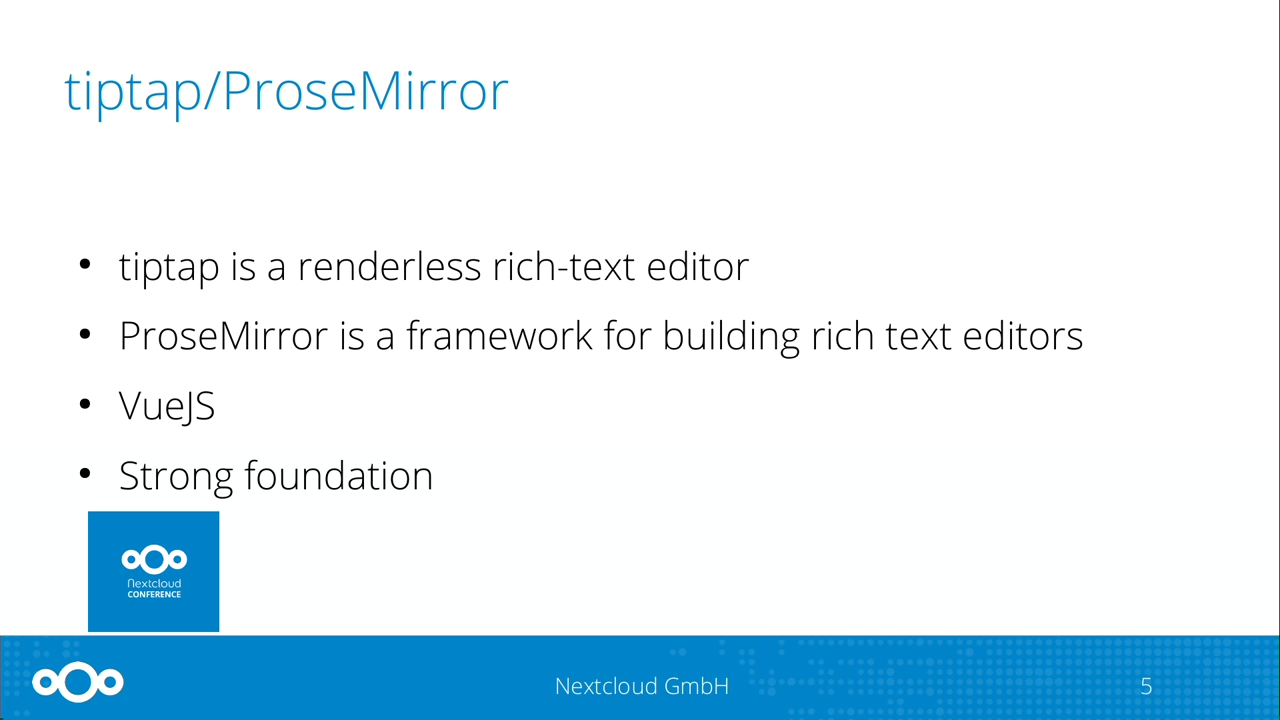 tiptap/ProseMirror
• tiptap is a renderless rich-text editor
• ProseMirror is a framework for building rich text editors
• VueJS
• Strong foundation
Nextcloud
CONFERENCE
Nextcloud GmbH
5